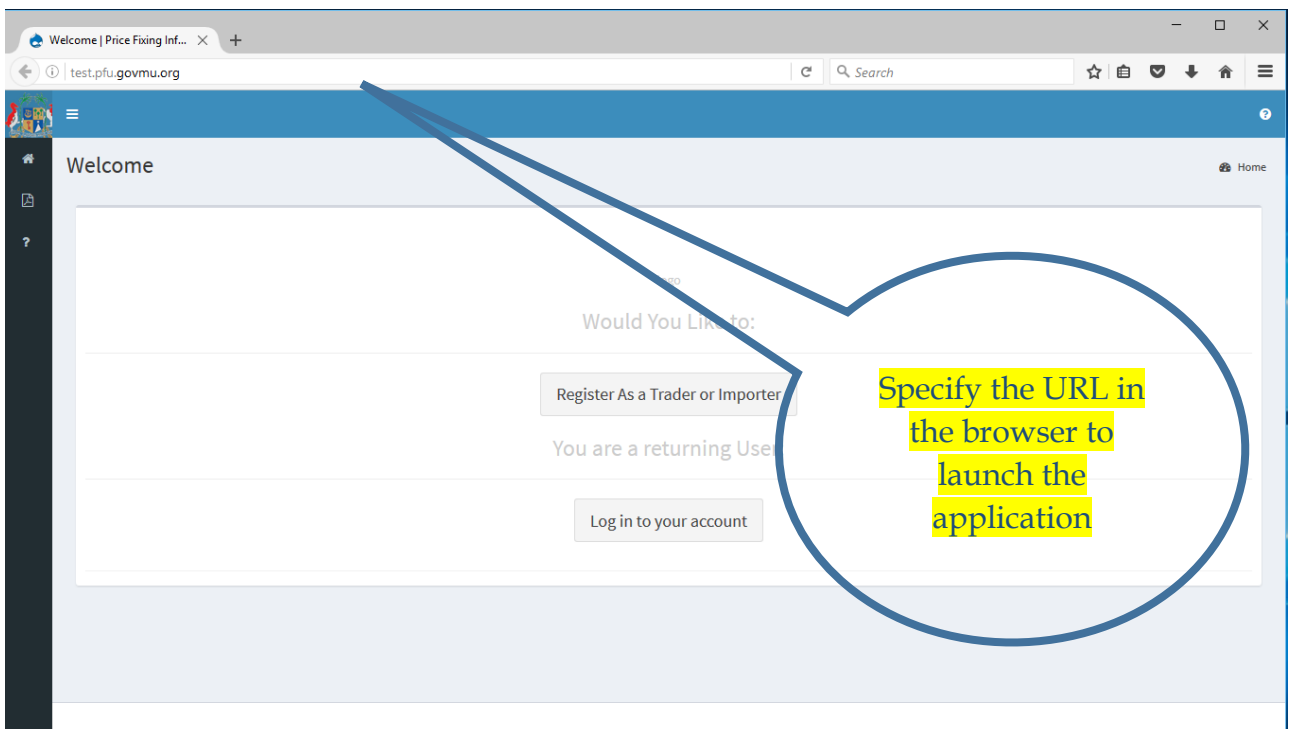 Welcome | Price Fixing Inf...
test.pfu.govmu.org
Search
Welcome
Home
Would You Like to:
Register As a Trader or Importer
You are a returning User
Log in to your account
Specify the URL in
the browser to
launch the
application